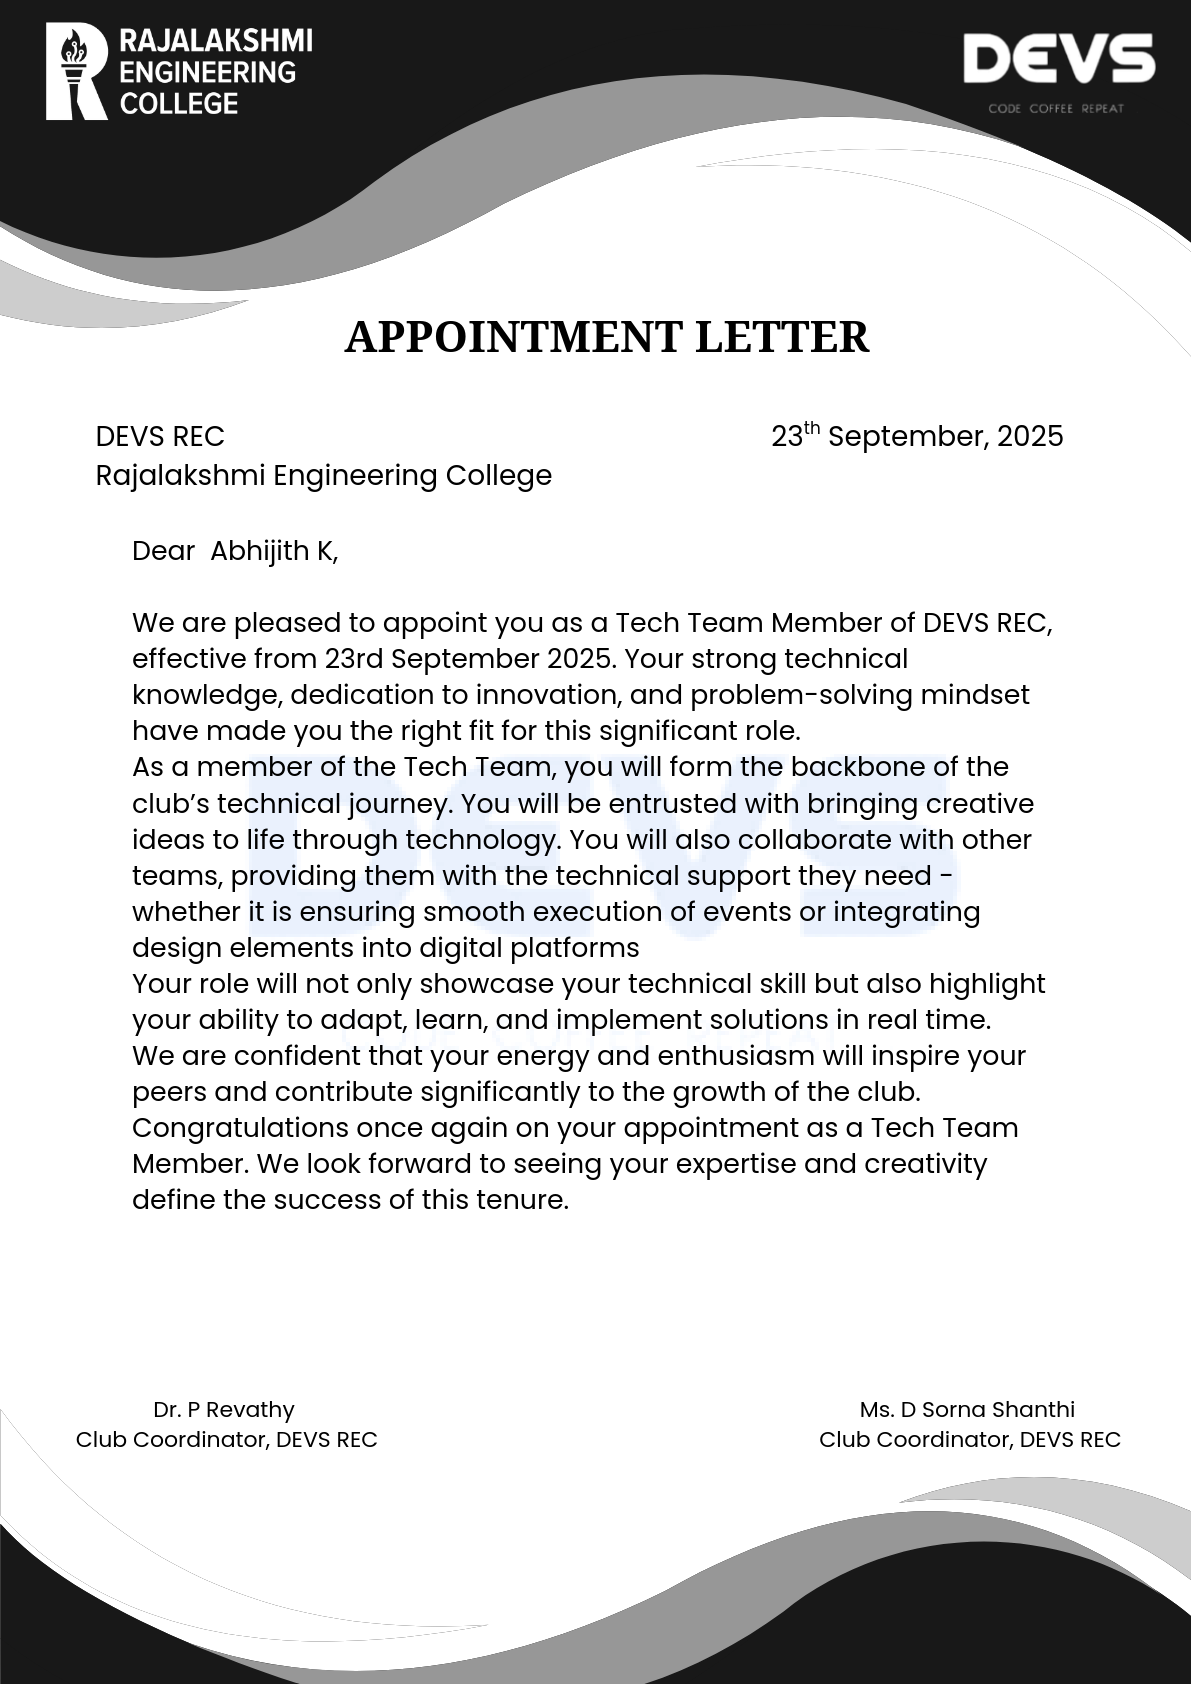 RAJALAKSHMI
ENGINEERING
COLLEGE
DEVS
CODE COFFEE REPEAT
APPOINTMENT LETTER
DEVS REC
23th September, 2025
Rajalakshmi Engineering College
Dear  Abhijith K,
We are pleased to appoint you as a Tech Team Member of DEVS REC,
effective from 23rd September 2025. Your strong technical
knowledge, dedication to innovation, and problem-solving mindset
have made you the right fit for this significant role.
As a member of the Tech Team, you will form the backbone of the
club’s technical journey. You will be entrusted with bringing creative
ideas to life through technology. You will also collaborate with other
teams, providing them with the technical support they need -
whether it is ensuring smooth execution of events or integrating
design elements into digital platforms
Your role will not only showcase your technical skill but also highlight
your ability to adapt, learn, and implement solutions in real time.
We are confident that your energy and enthusiasm will inspire your
peers and contribute significantly to the growth of the club.
Congratulations once again on your appointment as a Tech Team
Member. We look forward to seeing your expertise and creativity
define the success of this tenure.
DEVS
CODE COFFEE REPEAT
Dr. P Revathy
Club Coordinator, DEVS REC
Ms. D Sorna Shanthi
Club Coordinator, DEVS REC